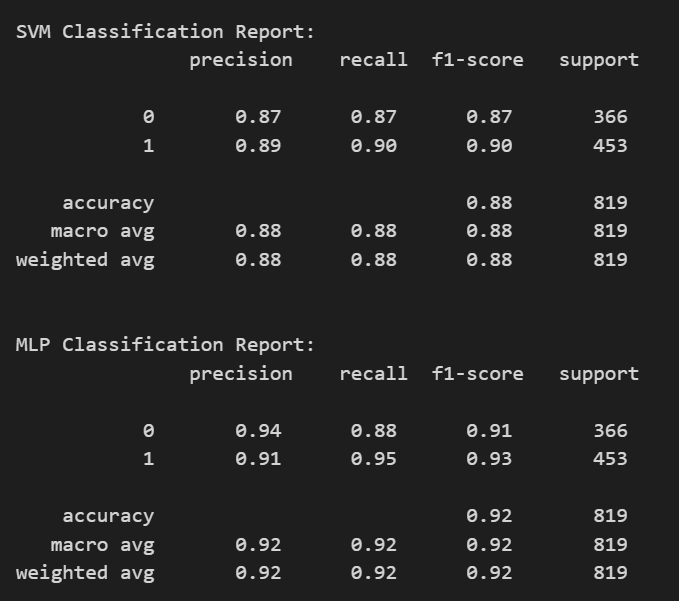 SVM Classification Report:
precision recall f1-score support
0 0.87 0.87 0.87 366
1 0.89 0.90 0.90 453
accuracy 0.88 819
macro avg 0.88 0.88 0.88 819
weighted avg 0.88 0.88 0.88 819
MLP Classification Report:
precision recall f1-score support
0 0.94 0.88 0.91 366
1 0.91 0.95 0.93 453
accuracy 0.92 819
macro avg 0.92 0.92 0.92 819
weighted avg 0.92 0.92 0.92 819